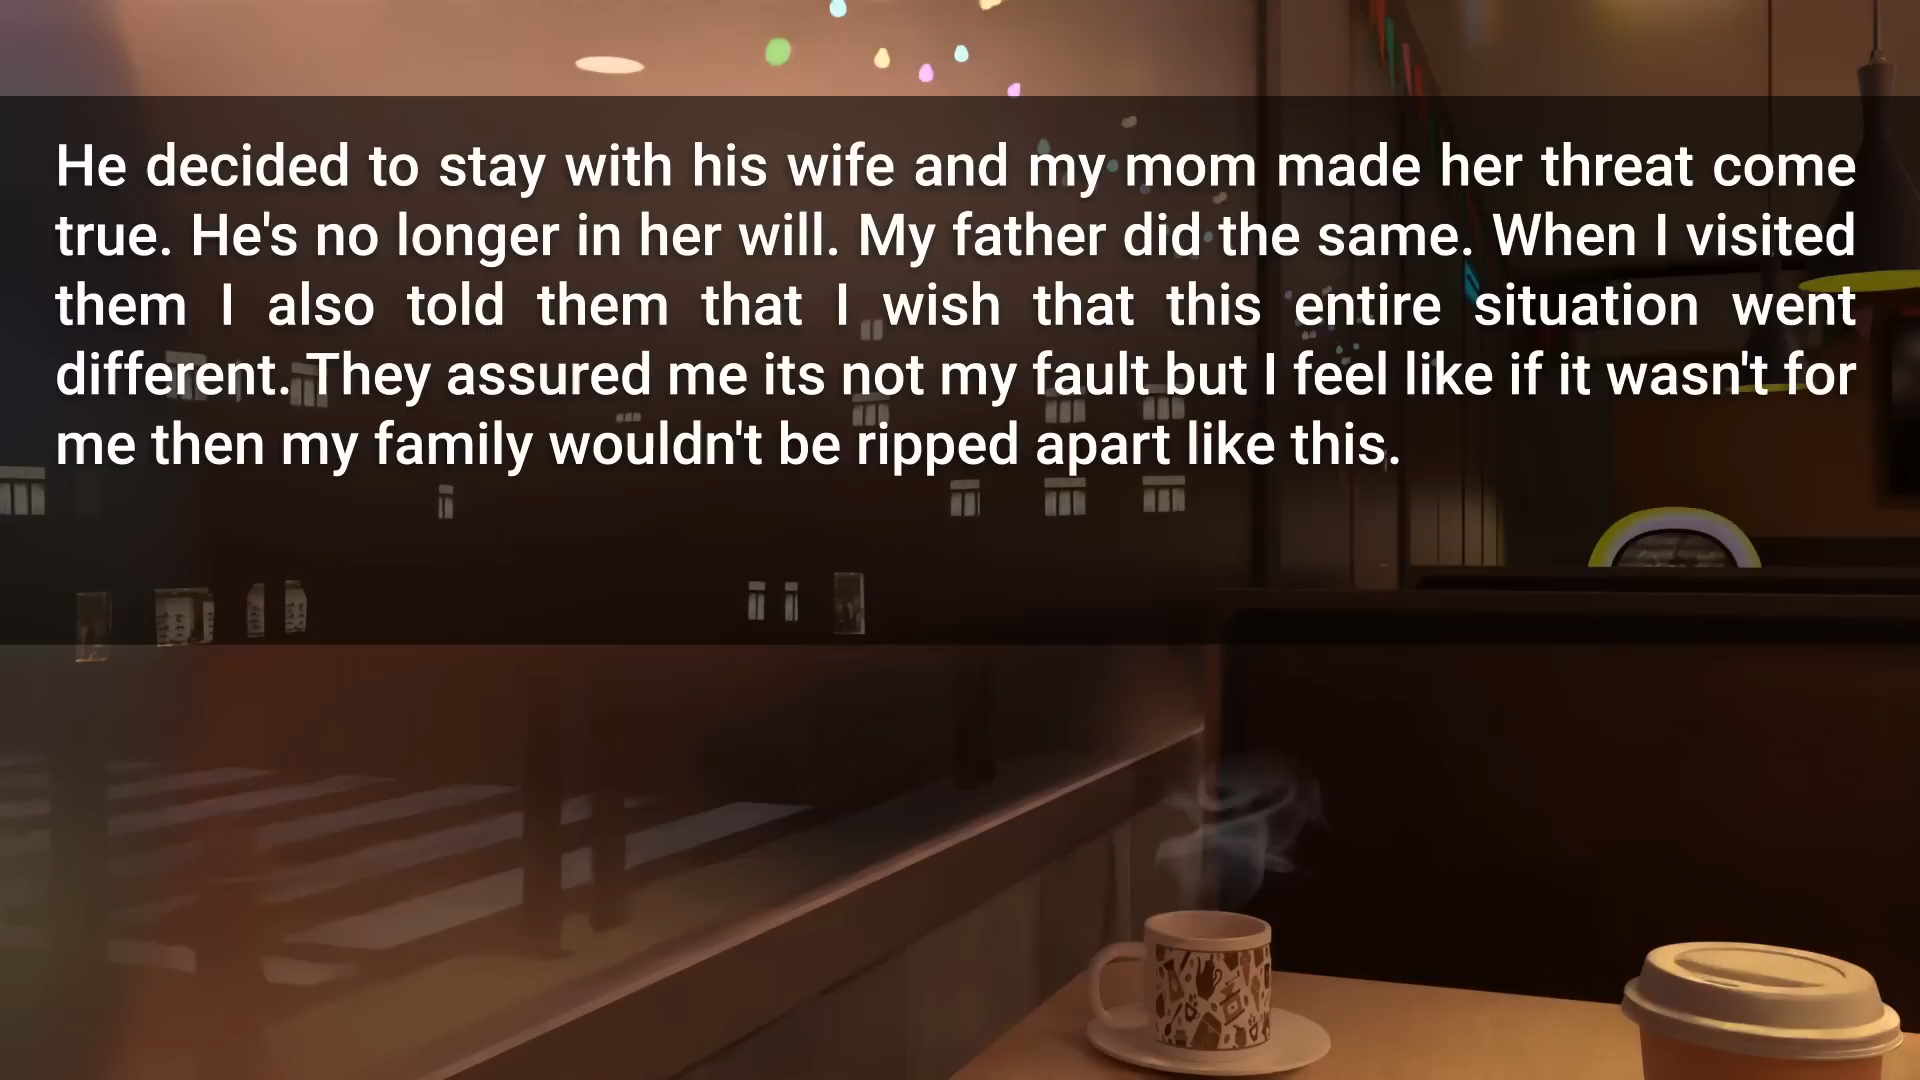 He decided to stay with his wife and my mom made her threat come
true. He's no longer in her will. My father did the same. When I visited
them I also told them that I wish that this entire situation went
different. They assured me its not my fault but I feel like if it wasn't for
me then my family wouldn't be ripped apart like this.